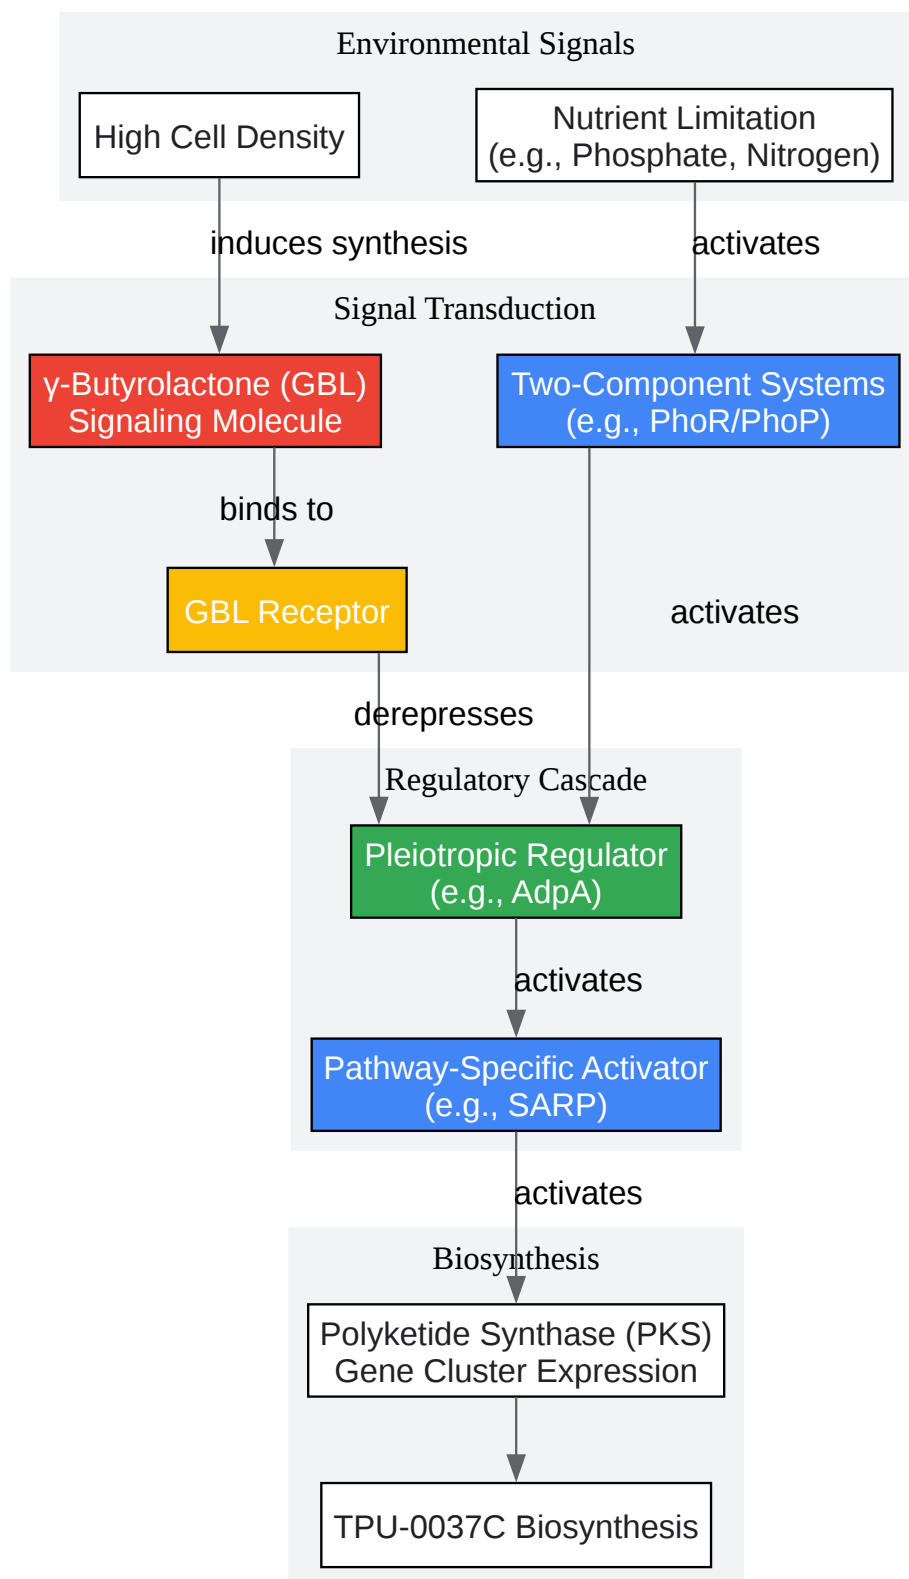 Environmental Signals
High Cell Density
Nutrient Limitation
(e.g., Phosphate, Nitrogen)
induces synthesis
activates
Signal Transduction
γ-Butyrolactone (GBL)
Signaling Molecule
Two-Component Systems
(e.g., PhoR/PhoP)
binds to
GBL Receptor
activates
derepresses
Regulatory Cascade
Pleiotropic Regulator
(e.g., AdpA)
activates
Pathway-Specific Activator
(e.g., SARP)
activates
Biosynthesis
Polyketide Synthase (PKS)
Gene Cluster Expression
TPU-0037C Biosynthesis